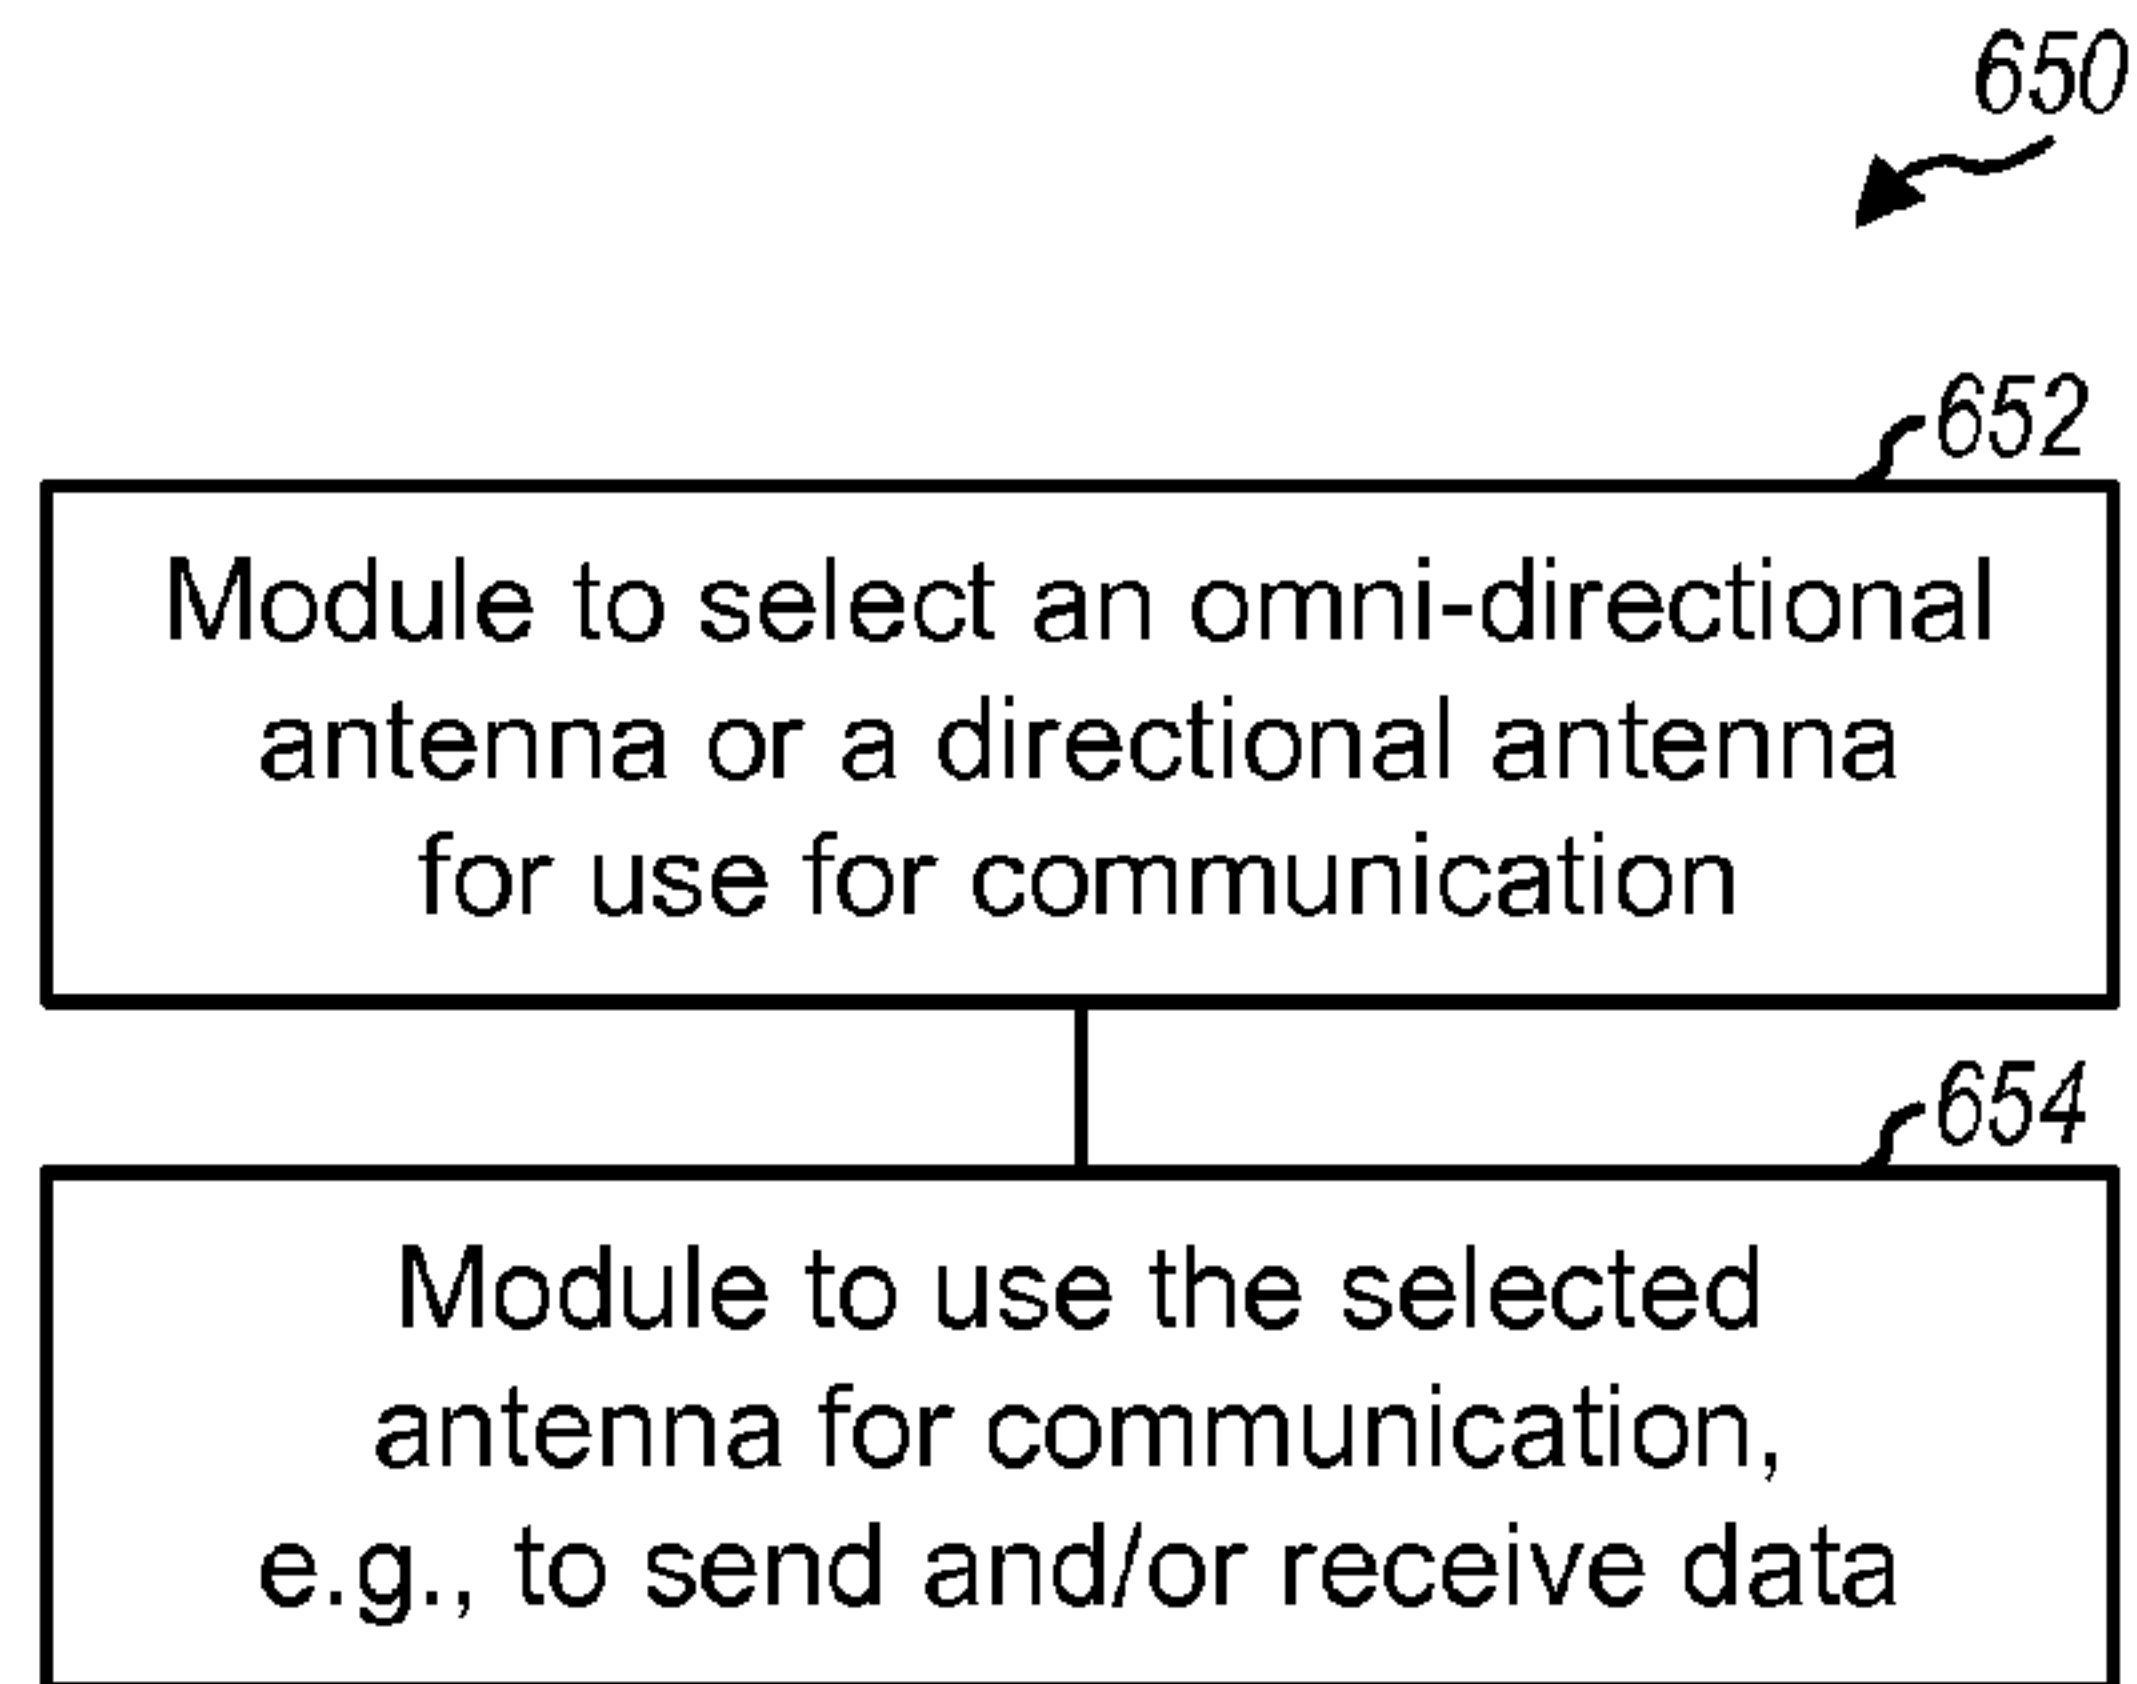 650
652
Module to select an omni-directional
antenna or a directional antenna
for use for communication
654
Module to use the selected
antenna for communication,
e.g., to send and/or receive data